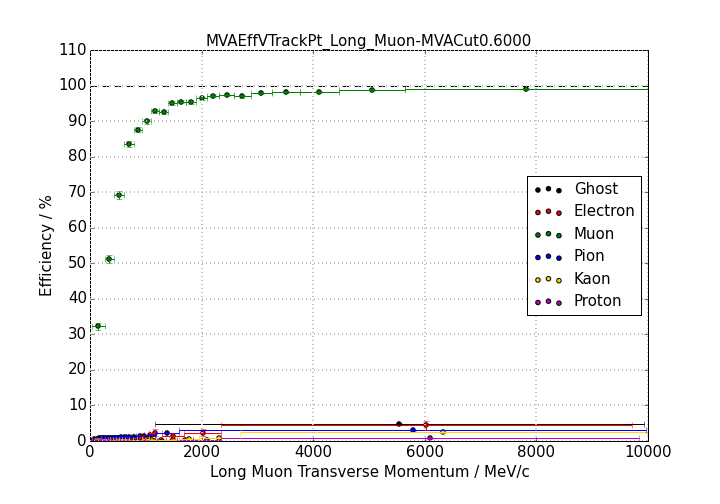 MVAEffVTrackPt_Long_Muon-MVACut0.6000
110
100
90
80
70
60
50
40
30
20
10
0
Efficiency / %
Ghost
Electron
Muon
Pion
Kaon
Proton
0 2000 4000 6000 8000 10000
Long Muon Transverse Momentum / MeV/c